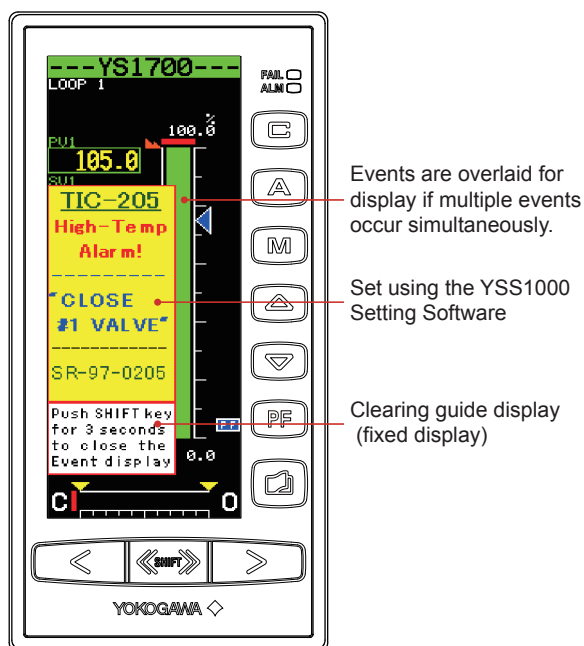 ---YS1700---
LOOP 1
FAIL
ALM
%
100.0
PV1
105.0
SV1
TIC-205
High-Temp
Alarm!
"CLOSE
#1 VALVE"
SR-97-0205
Push SHIFT key
for 3 seconds
to close the
Event display
FF
0.0
C
O
C
A
M
PF
<
SHIFT
>
YOKOGAWA
Events are overlaid for
display if multiple events
occur simultaneously.
Set using the YSS1000
Setting Software
Clearing guide display
(fixed display)